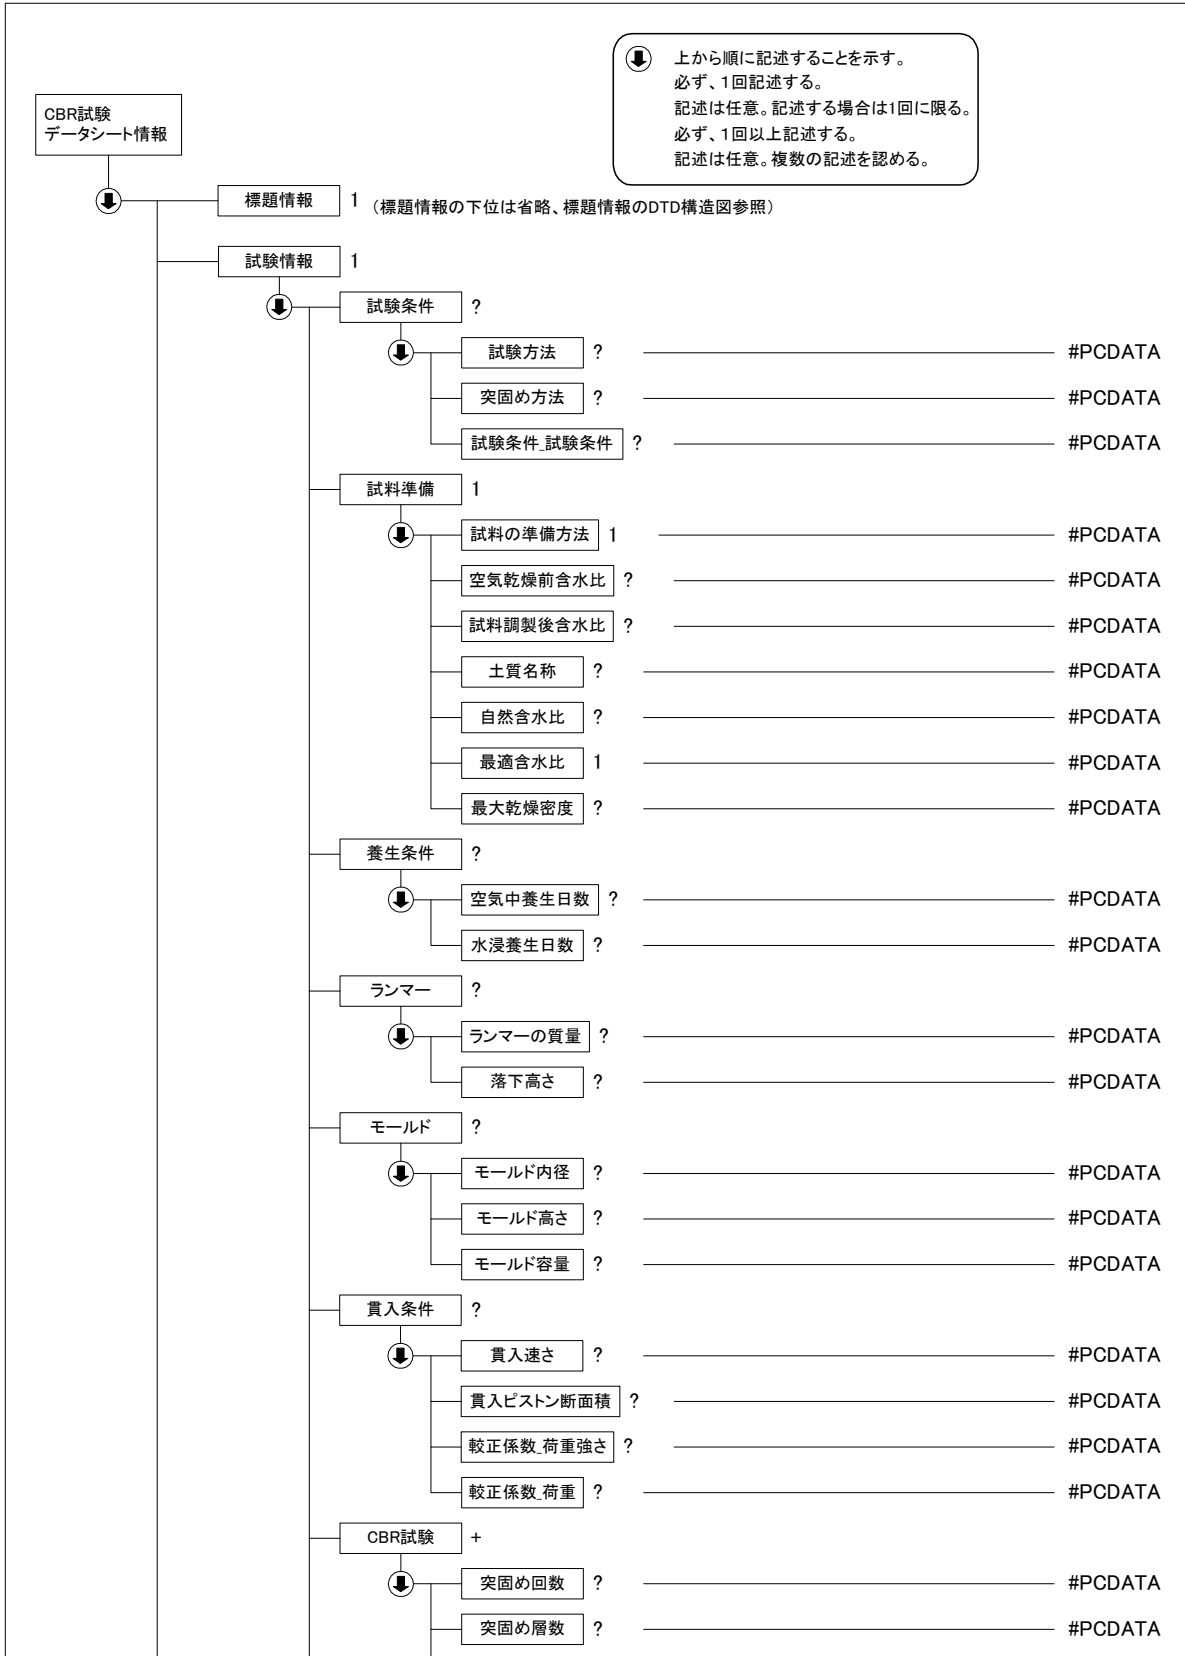 上から順に記述することを示す。
必ず、1回記述する。
記述は任意。記述する場合は1回に限る。
必ず、1回以上記述する。
記述は任意。複数の記述を認める。
CBR試験
データシート情報
標題情報 1 (標題情報の下位は省略、標題情報のDTD構造図参照)
試験情報 1
試験条件 ?
試験方法 ? #PCDATA
突固め方法 ? #PCDATA
試験条件_試験条件 ? #PCDATA
試料準備 1
試料の準備方法 1 #PCDATA
空気乾燥前含水比 ? #PCDATA
試料調製後含水比 ? #PCDATA
土質名称 ? #PCDATA
自然含水比 ? #PCDATA
最適含水比 1 #PCDATA
最大乾燥密度 ? #PCDATA
養生条件 ?
空気中養生日数 ? #PCDATA
水浸養生日数 ? #PCDATA
ランマー ?
ランマーの質量 ? #PCDATA
落下高さ ? #PCDATA
モールド ?
モールド内径 ? #PCDATA
モールド高さ ? #PCDATA
モールド容量 ? #PCDATA
貫入条件 ?
貫入速さ ? #PCDATA
貫入ピストン断面積 ? #PCDATA
較正係数_荷重強さ ? #PCDATA
較正係数_荷重 ? #PCDATA
CBR試験 +
突固め回数 ? #PCDATA
突固め層数 ? #PCDATA